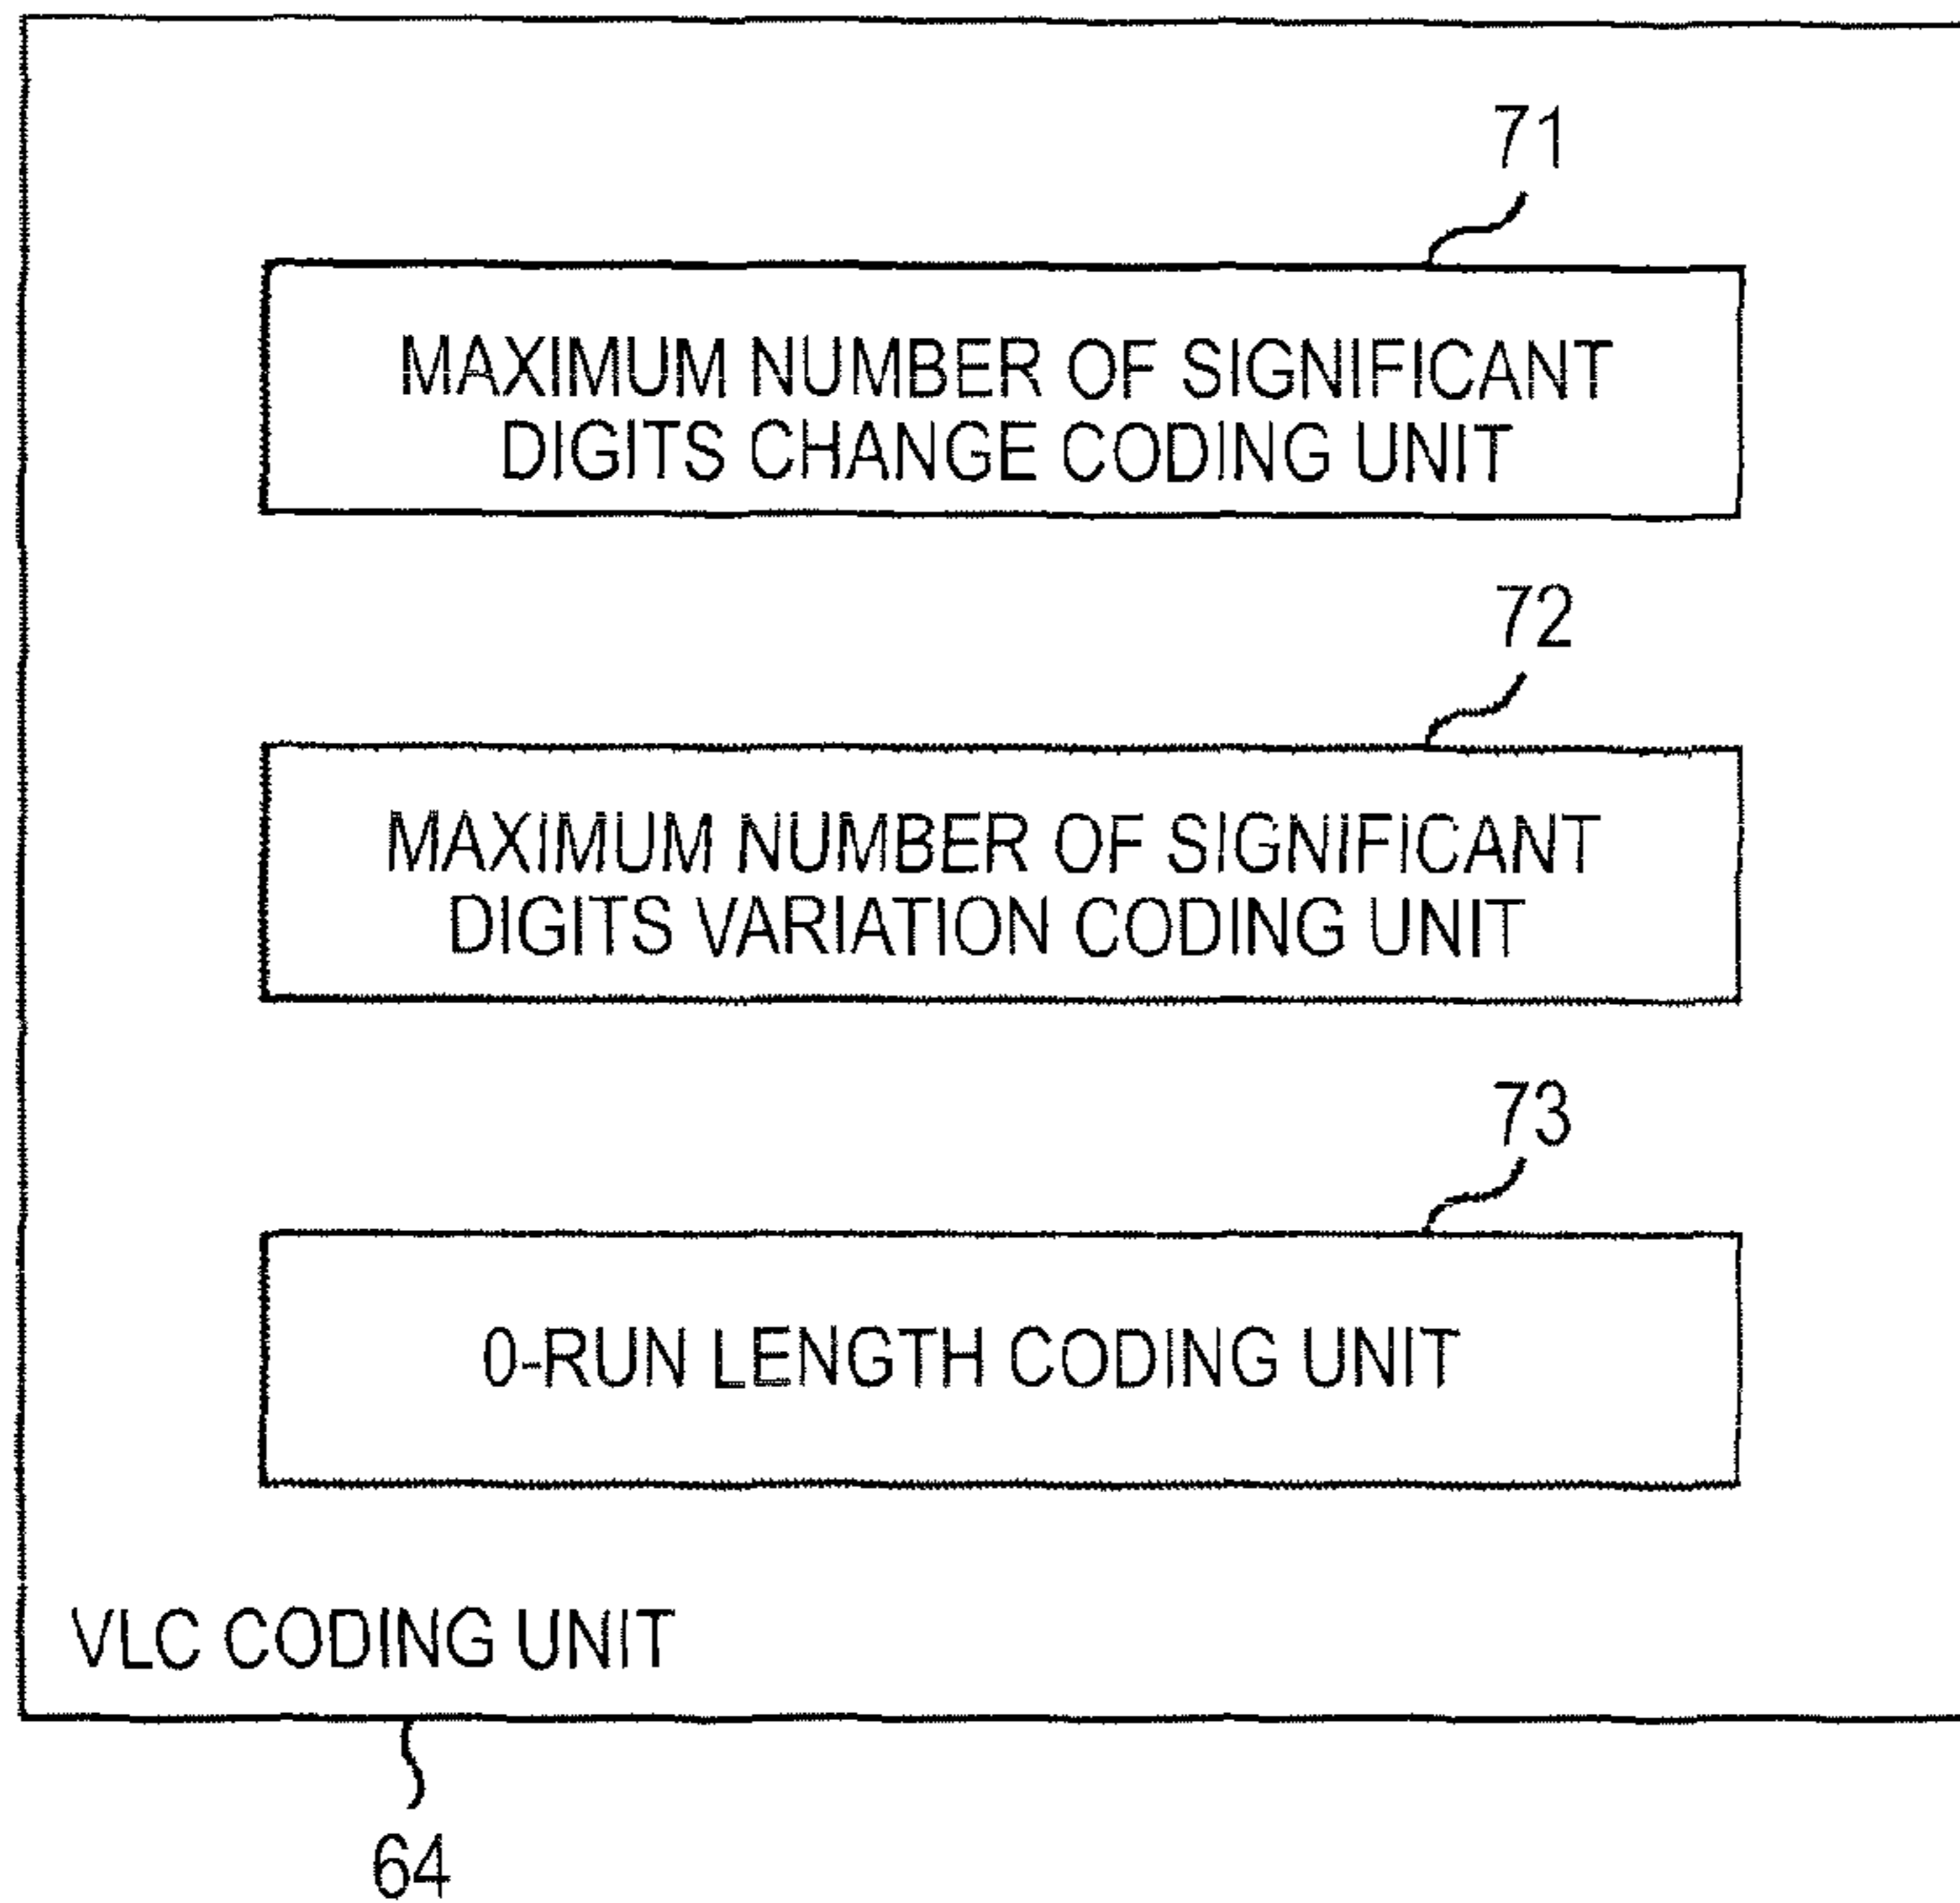 71
MAXIMUM NUMBER OF SIGNIFICANT
DIGITS CHANGE CODING UNIT
72
MAXIMUM NUMBER OF SIGNIFICANT
DIGITS VARIATION CODING UNIT
73
0-RUN LENGTH CODING UNIT
VLC CODING UNIT
64